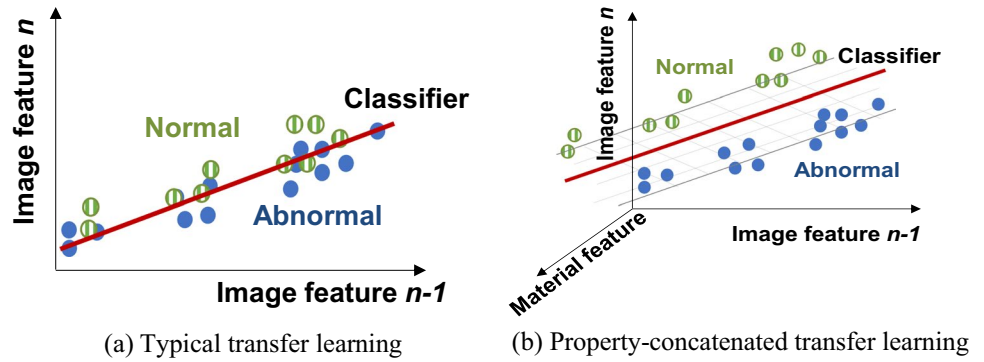 Image feature n
Normal
Classifier
Abnormal
Image feature n-1
(a) Typical transfer learning
Image feature n
Normal
Classifier
Abnormal
Image feature n-1
Material feature
(b) Property-concatenated transfer learning